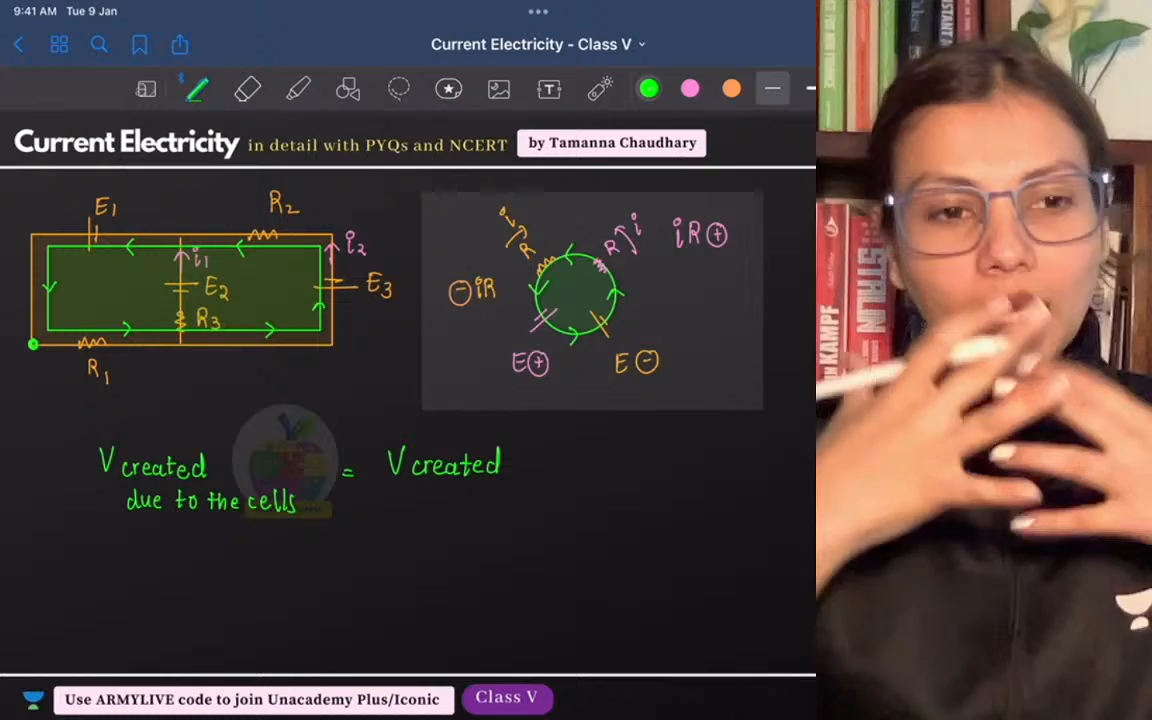 9:41 AM Tue 9 Jan
Current Electricity - Class V
T
Current Electricity in detail with PYQs and NCERT by Tamanna Chaudhary
E1
R2
i1
i2
E2
E3
R3
R1
i
R
R
i
iR +
- iR
E +
E -
V created due to the cells = V created
Use ARMYLIVE code to join Unacademy Plus/Iconic
Class V
STALIN
KAMPF